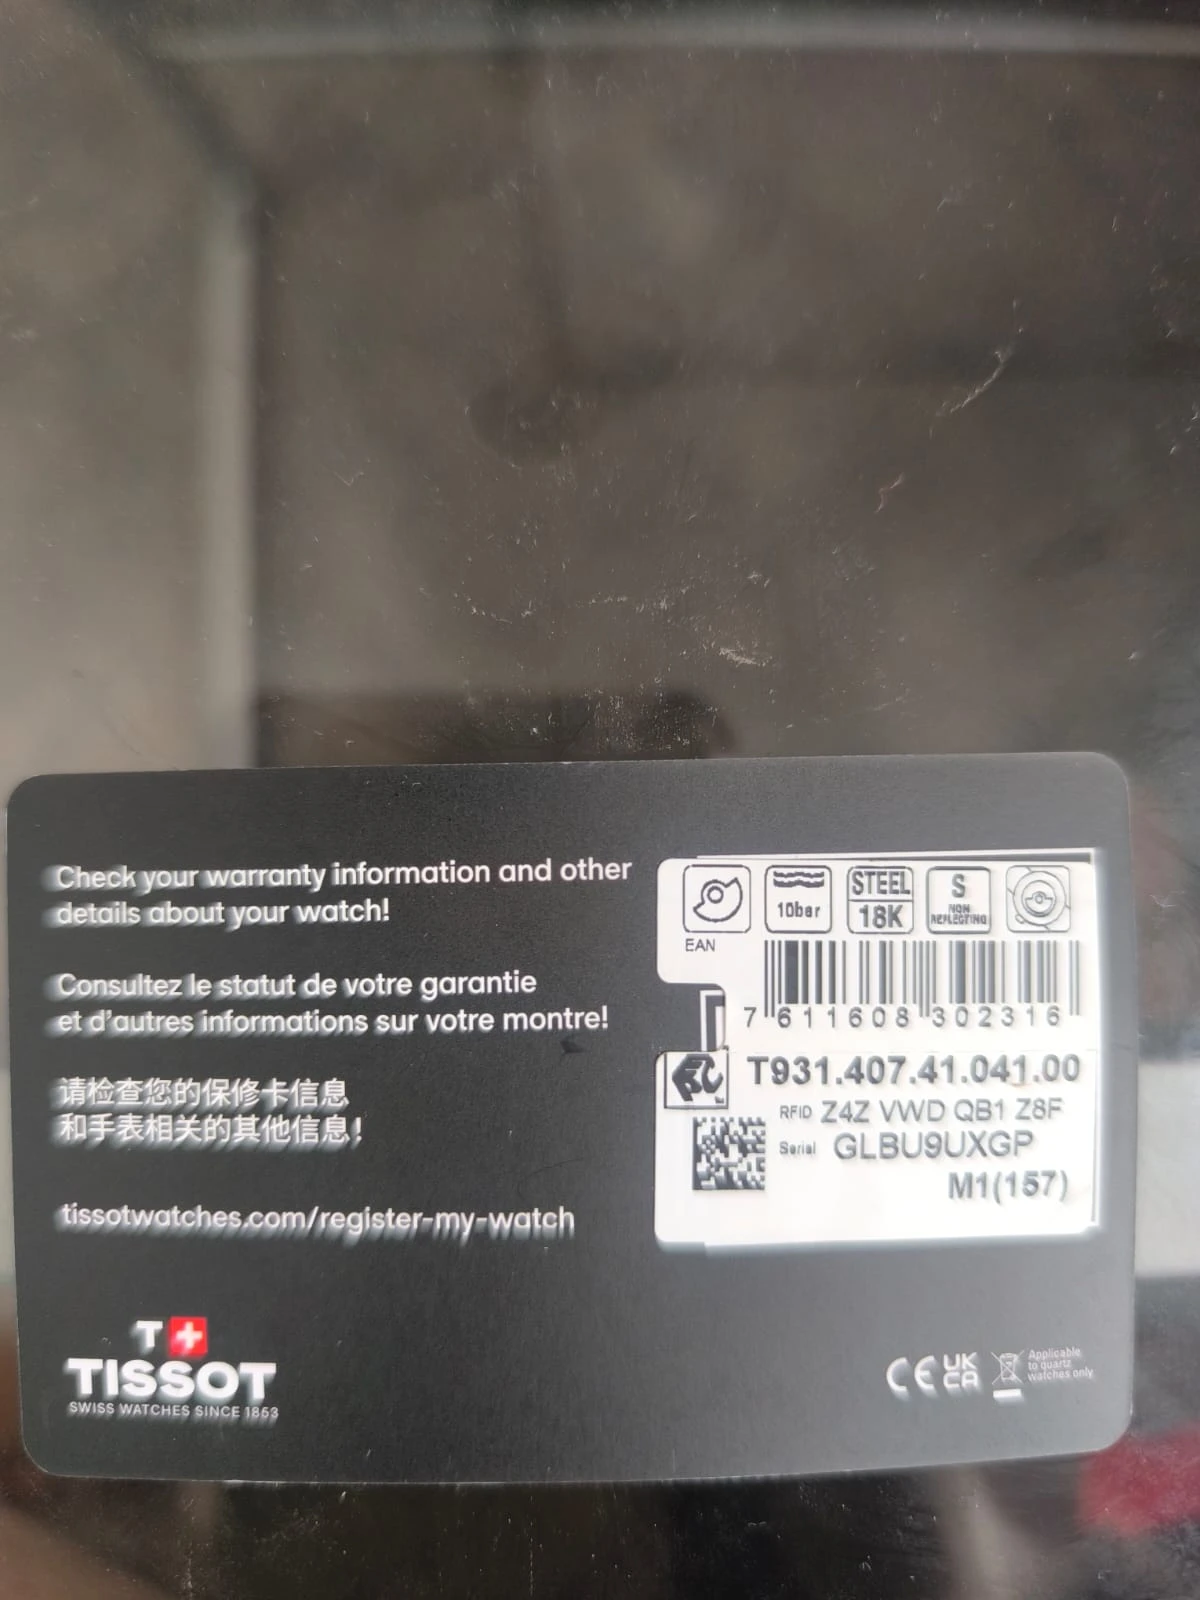 Check your warranty information and other
details about your watch!
Consultez le statut de votre garantie
et d'autres informations sur votre montre!
请检查您的保修卡信息
和手表相关的其他信息!
tissotwatches.com/register-my-watch
T
TISSOT
SWISS WATCHES SINCE 1853
10bar
STEEL
18K
S
NON
REFLECTING
EAN
7 611608 302316
T931.407.41.041.00
RFID Z4Z VWD QB1 Z8F
Serial GLBU9UXGP
M1(157)
CE UK
CA
Applicable
to quartz
watches only